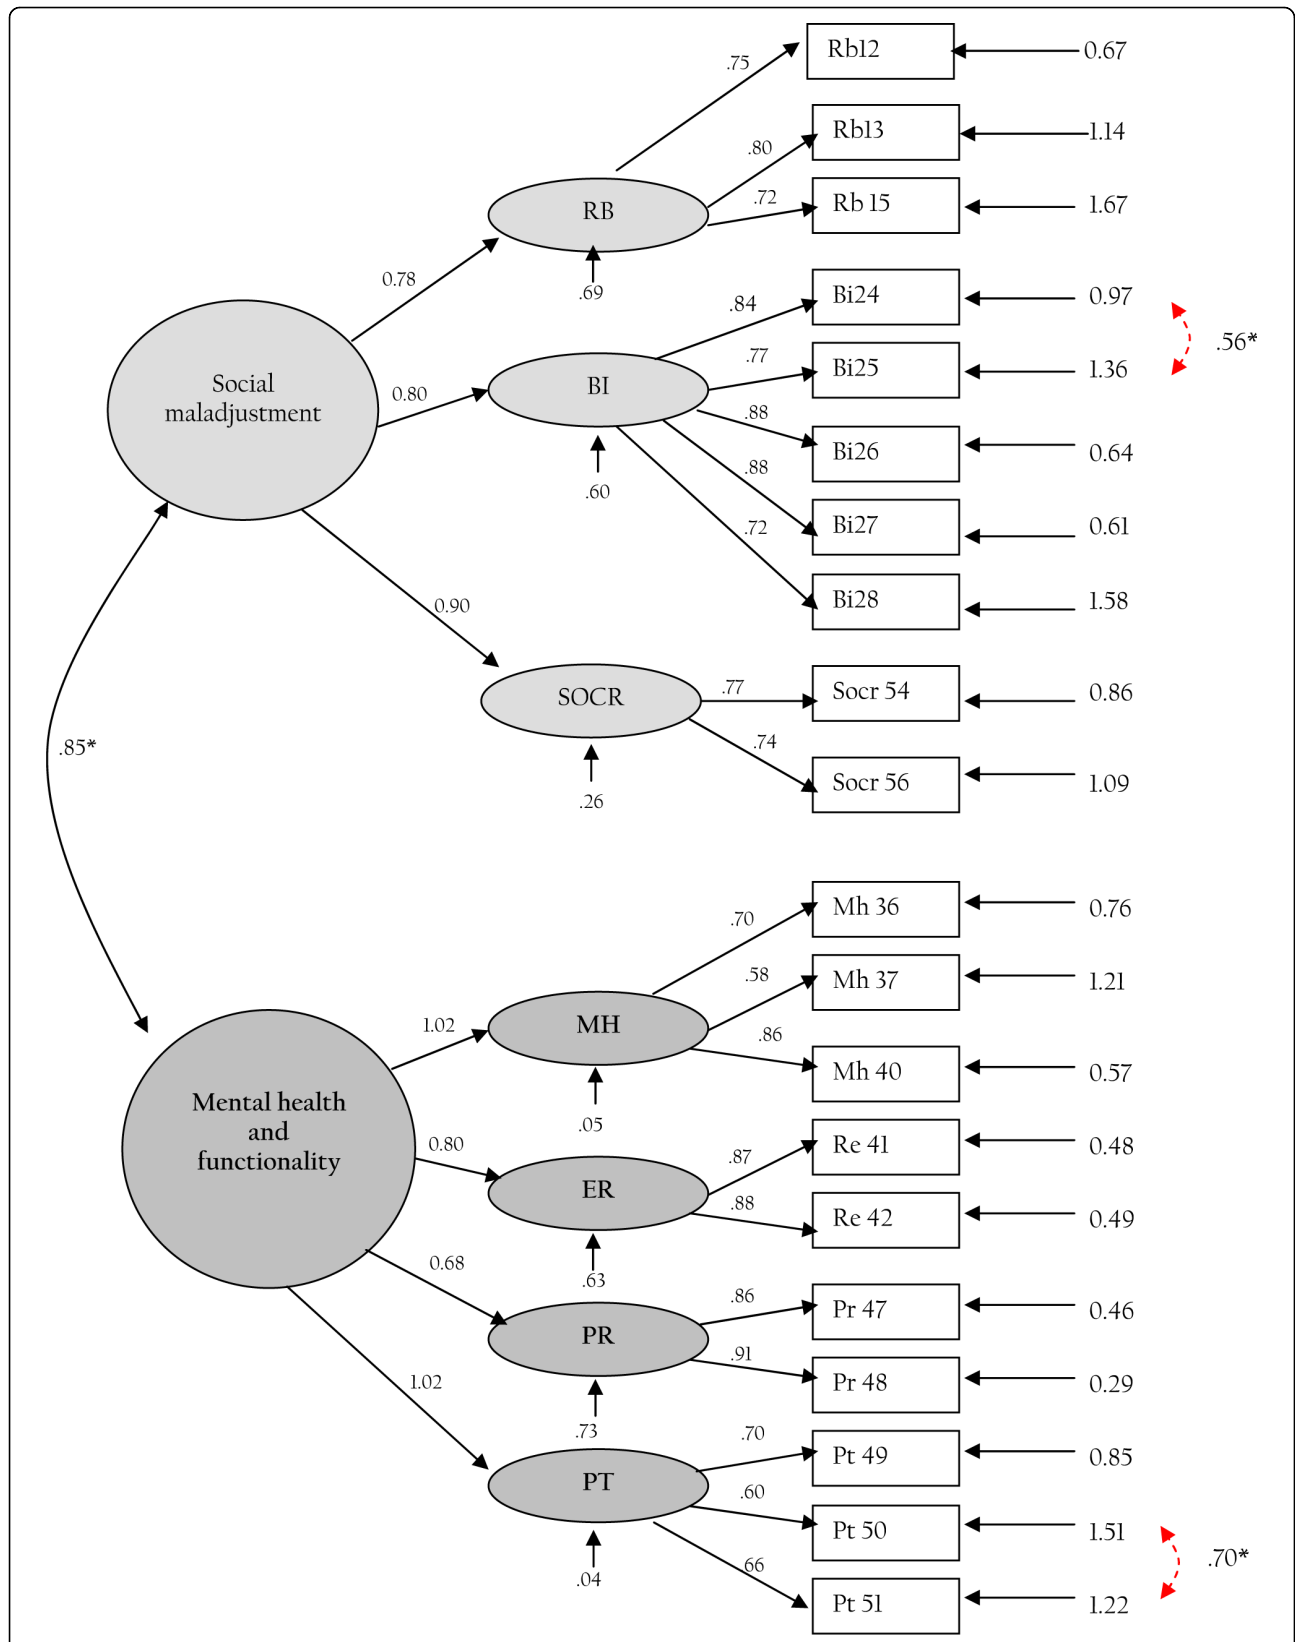 Rb12
0.67
.75
Rb13
1.14
.80
Rb 15
1.67
.72
RB
.69
0.78
Bi24
0.97
.84
.56*
Bi25
1.36
.77
BI
.88
Bi26
0.64
.88
Bi27
0.61
.72
Bi28
1.58
.60
0.80
Social
maladjustment
0.90
SOCR
.77
Socr 54
0.86
.74
Socr 56
1.09
.26
.85*
Mh 36
0.76
.70
Mh 37
1.21
.58
MH
.86
Mh 40
0.57
1.02
.05
Mental health
and
functionality
0.80
ER
.87
Re 41
0.48
.88
Re 42
0.49
.63
0.68
PR
.86
Pr 47
0.46
.91
Pr 48
0.29
.73
1.02
PT
.70
Pt 49
0.85
.60
Pt 50
1.51
66
Pt 51
1.22
.70*
.04